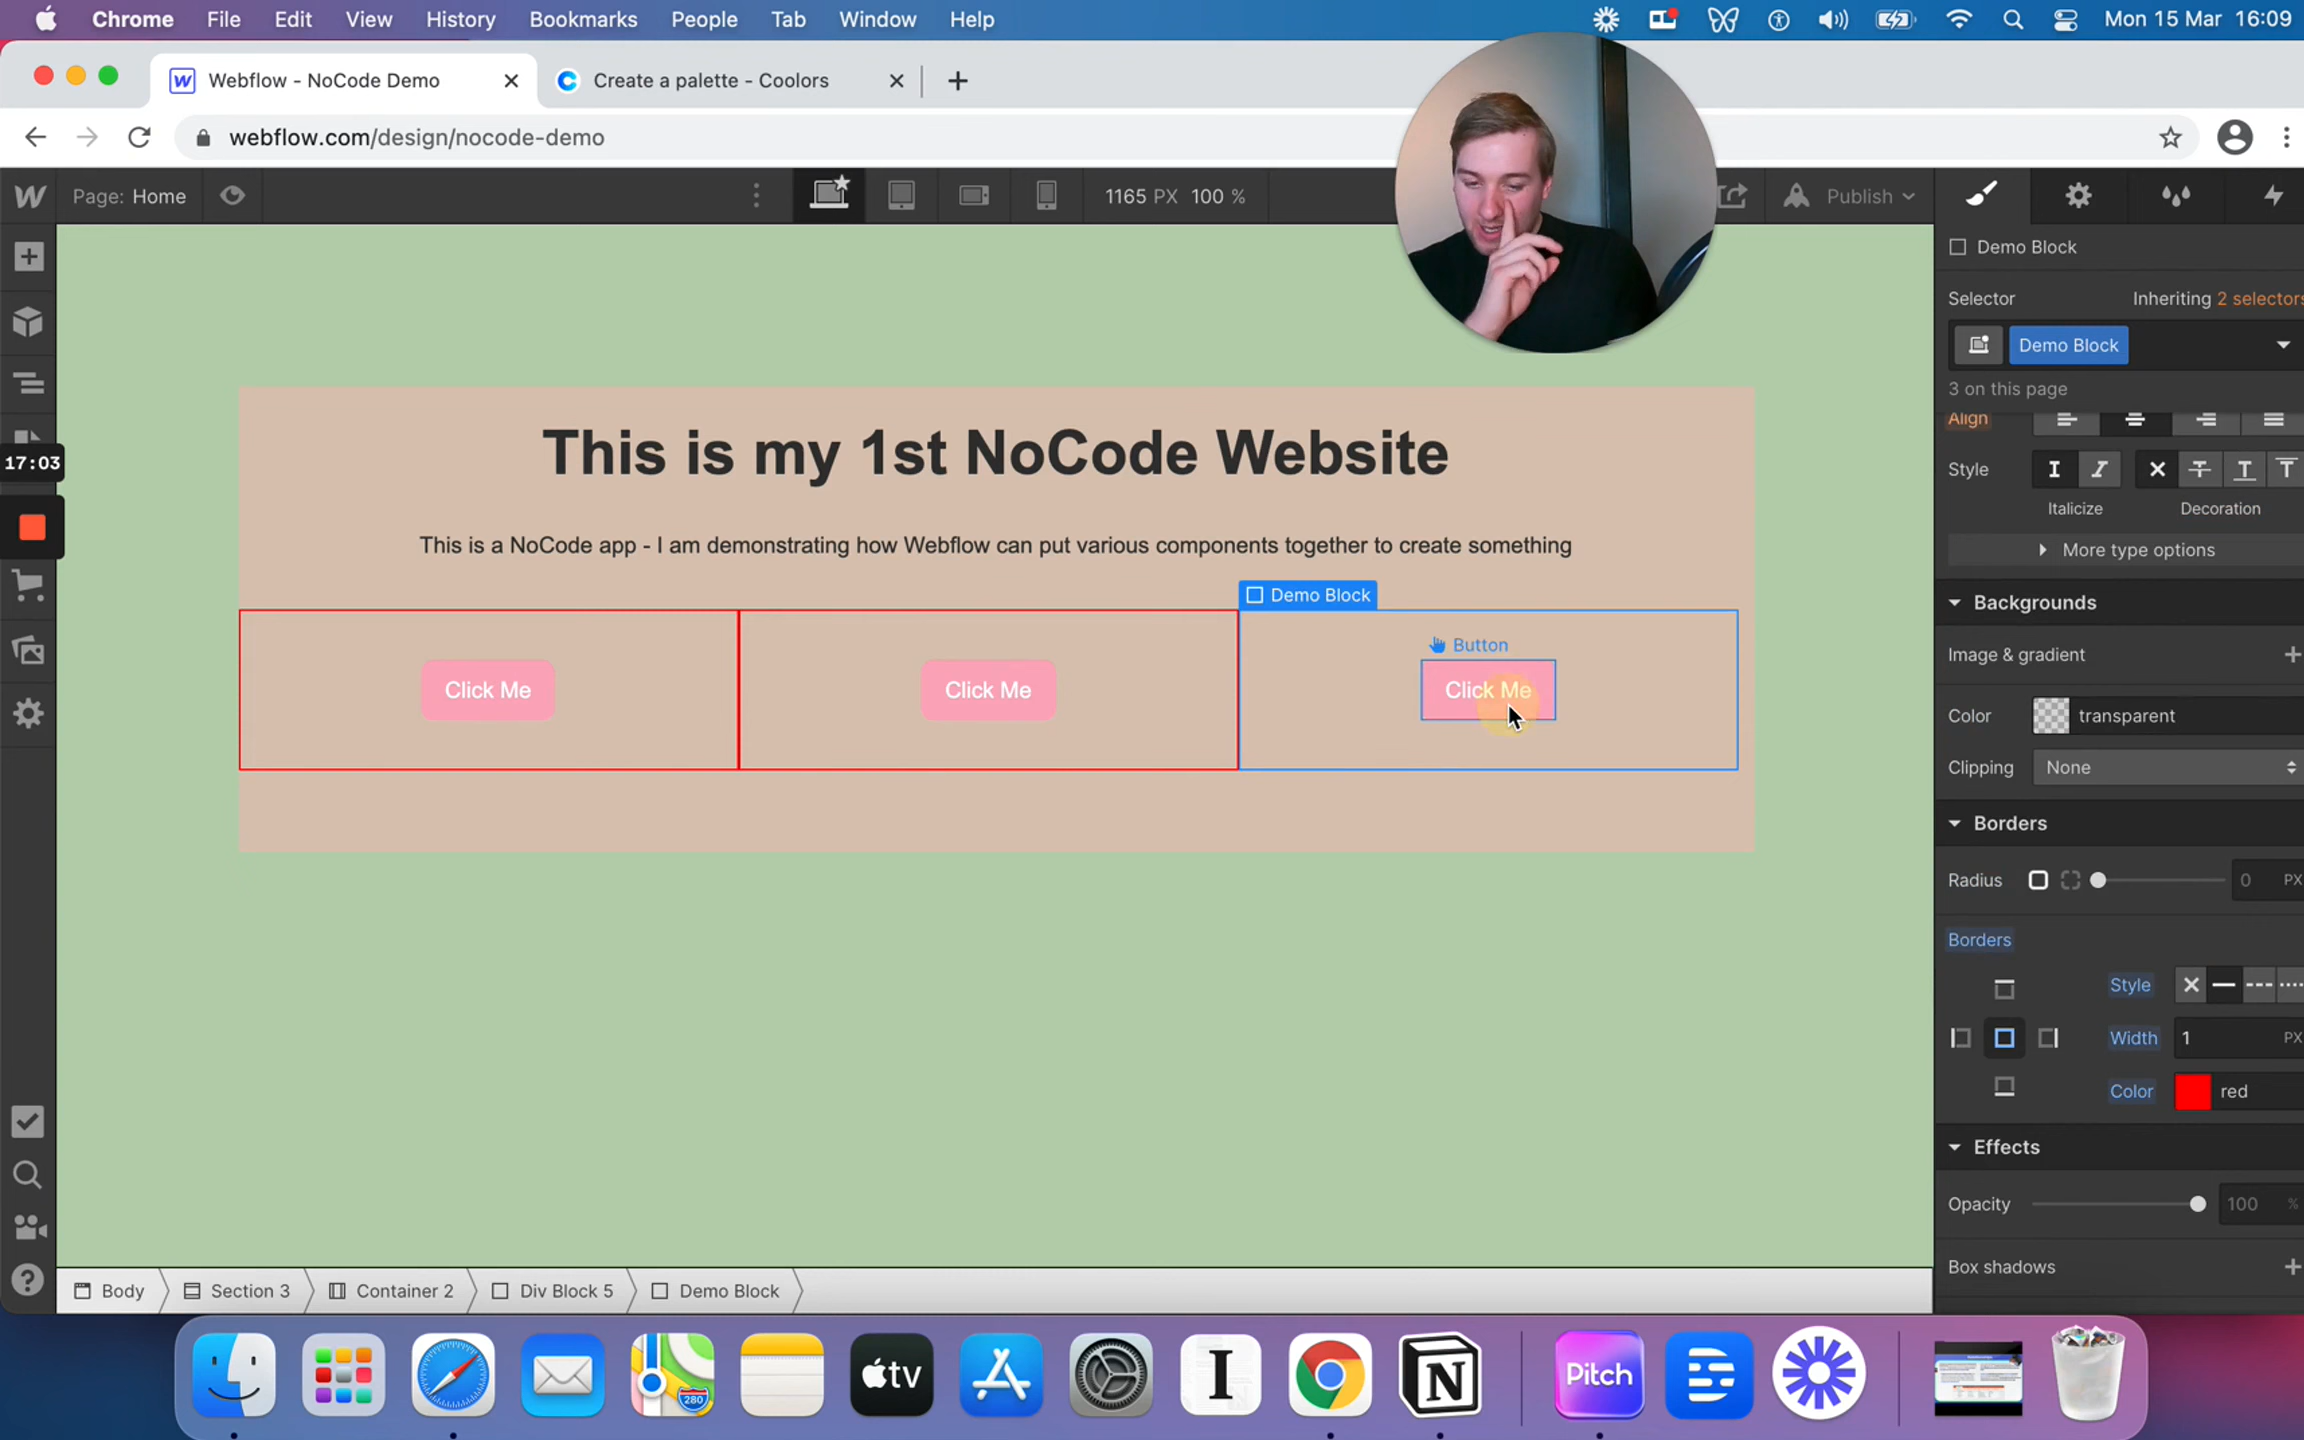 Chrome File Edit View History Bookmarks People Tab Window Help Mon 15 Mar 16:09
Webflow - NoCode Demo
Create a palette - Coolors
webflow.com/design/nocode-demo
Page: Home
1165 PX 100 %
Publish
Demo Block
Selector
Inheriting 2 selectors
Demo Block
3 on this page
Align
17:03
Style
Italicize
Decoration
More type options
This is my 1st NoCode Website
This is a NoCode app - I am demonstrating how Webflow can put various components together to create something
Demo Block
Button
Click Me
Click Me
Click Me
Backgrounds
Image & gradient
Color
transparent
Clipping
None
Borders
Radius
0
PX
Borders
Style
Width
1
PX
Color
red
Effects
Opacity
100
%
Box shadows
Body
Section 3
Container 2
Div Block 5
Demo Block
280
tv
Pitch